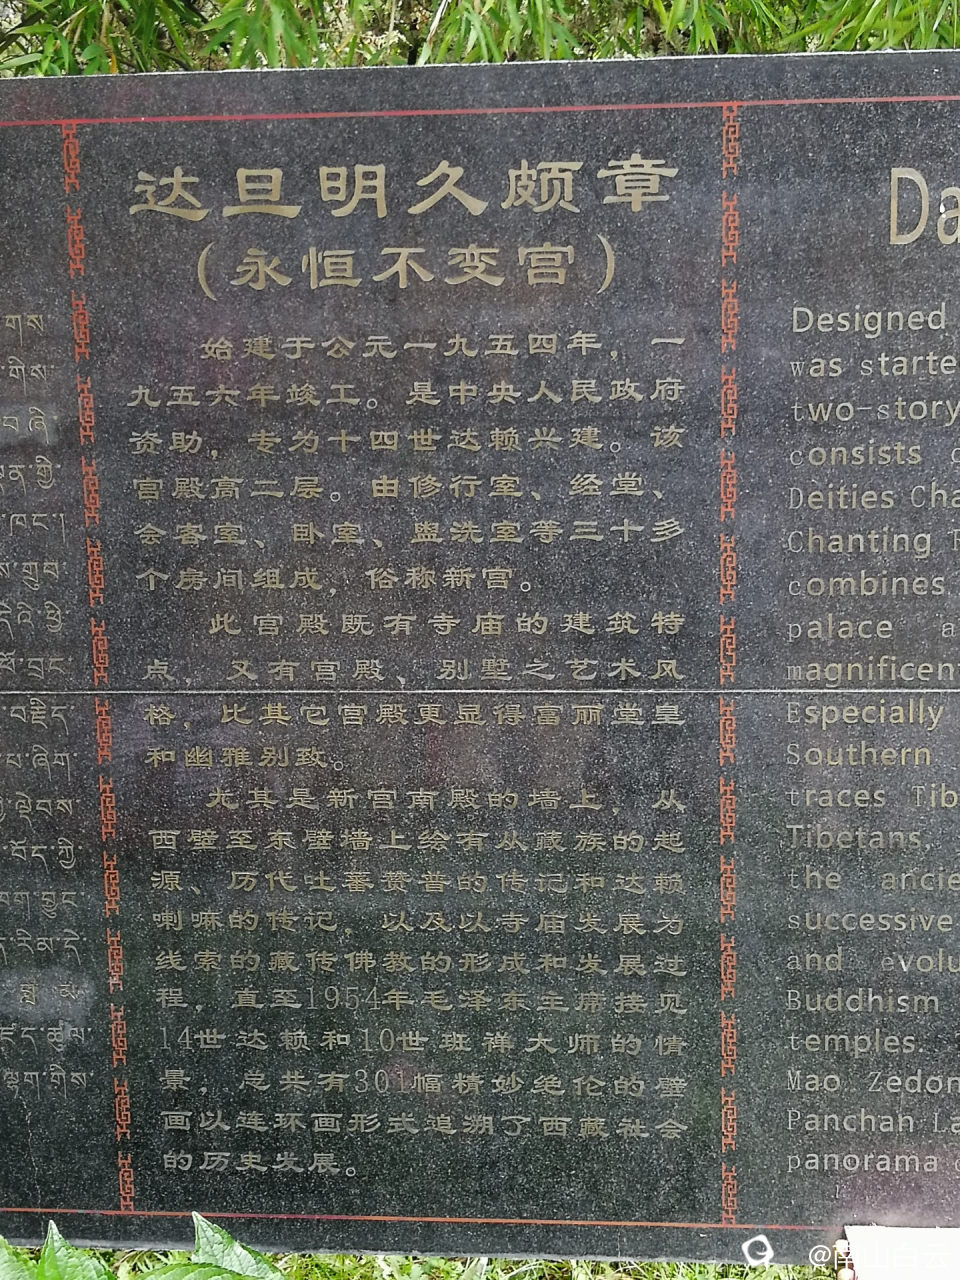 达旦明久颇章
（永恒不变宫）
始建于公元一九五四年，一
九五六年竣工。是中央人民政府
资助，专为十四世达赖兴建。该
宫殿高二层。由修行室、经堂、
会客室、卧室、盥洗室等三十多
个房间组成，俗称新宫。
此宫殿既有寺庙的建筑特
点，又有宫殿、别墅之艺术风
格，比其它宫殿更显得富丽堂皇
和幽雅别致。
尤其是新宫南殿的墙上，从
西壁至东壁墙上绘有从藏族的起
源、历代吐蕃赞普的传记和达赖
喇嘛的传记，以及以寺庙发展为
线索的藏传佛教的形成和发展过
程，直至1954年毛泽东主席接见
14世达赖和10世班禅大师的情
景，总共有301幅精妙绝伦的壁
画以连环画形式追溯了西藏社会
的历史发展。
Da
Designed
was starte
two-story
consists
Deities Cha
Chanting
combines
palace a
magnificent
Especially
Southern
traces Tib
Tibetans,
the ancie
successive
and evolu
Buddhism
temples.
Mao Zedon
Panchan La
panorama
@南山白云